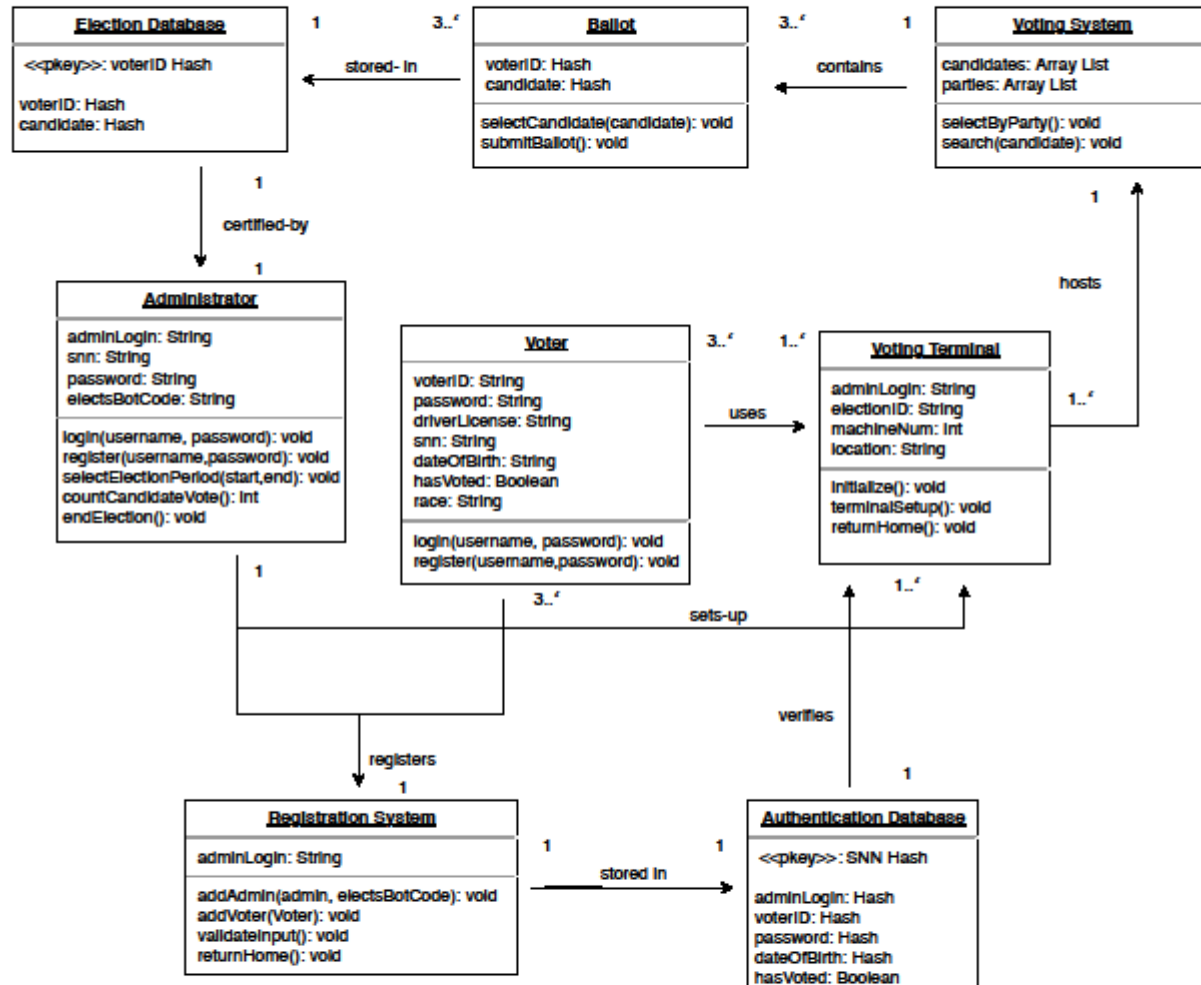 Election Database
<<pkey>>: voterID Hash
voterID: Hash
candidate: Hash
1
3..*
stored- in
Ballot
voterID: Hash
candidate: Hash
selectCandidate(candidate): void
submitBallot(): void
3..*
1
contains
Voting System
candidates: Array List
parties: Array List
selectByParty(): void
search(candidate): void
1
certified-by
1
1
hosts
Administrator
adminLogin: String
snn: String
password: String
electsBotCode: String
login(username, password): void
register(username,password): void
selectElectionPeriod(start,end): void
countCandidateVote(): Int
endElection(): void
Voter
voterID: String
password: String
driverLicense: String
snn: String
dateOfBirth: String
hasVoted: Boolean
race: String
login(username, password): void
register(username,password): void
3..*
1..*
uses
Voting Terminal
adminLogin: String
electionID: String
machineNum: Int
location: String
initialize(): void
terminalSetup(): void
returnHome(): void
1..*
1
3..*
1..*
sets-up
verifies
registers
1
1
Registration System
adminLogin: String
addAdmin(admin, electsBotCode): void
addVoter(Voter): void
validateInput(): void
returnHome(): void
1
1
stored in
Authentication Database
<<pkey>>: SNN Hash
adminLogin: Hash
voterID: Hash
password: Hash
dateOfBirth: Hash
hasVoted: Boolean